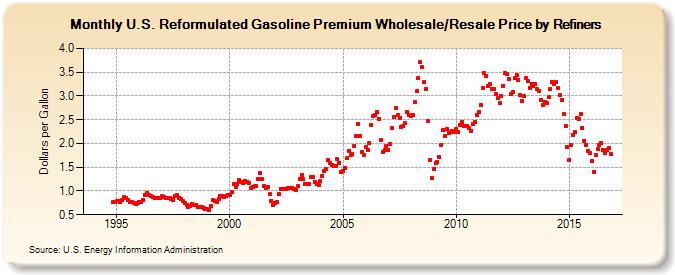 Monthly U.S. Reformulated Gasoline Premium Wholesale/Resale Price by Refiners
Dollars per Gallon
4.0
3.5
3.0
2.5
2.0
1.5
1.0
0.5
1995 2000 2005 2010 2015
Source: U.S. Energy Information Administration